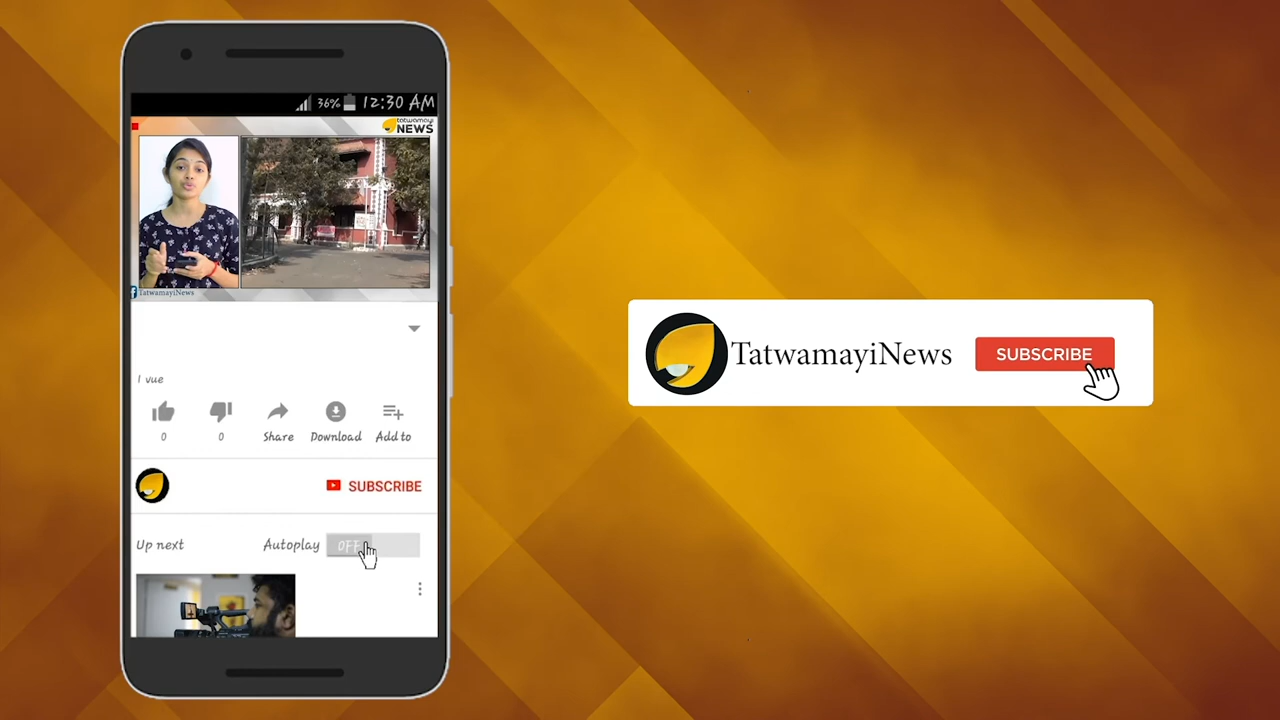 36% 12:30 AM
tatwamayi
NEWS
TatwamayiNews
1 vue
0 0 Share Download Add to
SUBSCRIBE
Up next Autoplay OFF
TatwamayiNews SUBSCRIBE